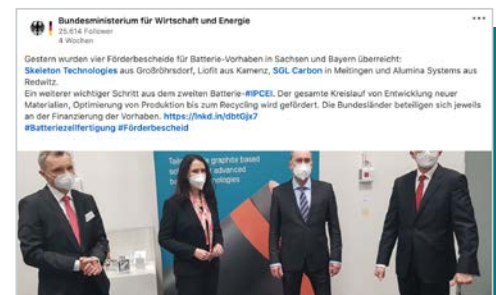 Bundesministerium für Wirtschaft und Energie
25.614 Follower
4 Wochen
Gestern wurden vier Förderbescheide für Batterie-Vorhaben in Sachsen und Bayern überreicht:
Skeleton Technologies aus Großröhrsdorf, Liofit aus Kamenz, SGL Carbon in Meitingen und Alumina Systems aus
Redwitz.
Ein weiterer wichtiger Schritt aus dem zweiten Batterie-#IPCEI. Der gesamte Kreislauf von Entwicklung neuer
Materialien, Optimierung von Produktion bis zum Recycling wird gefördert. Die Bundesländer beteiligen sich jeweils
an der Finanzierung der Vorhaben. https://lnkd.in/dbtGjx7
#Batteriezellfertigung #Förderbescheid
graphite based
advanced